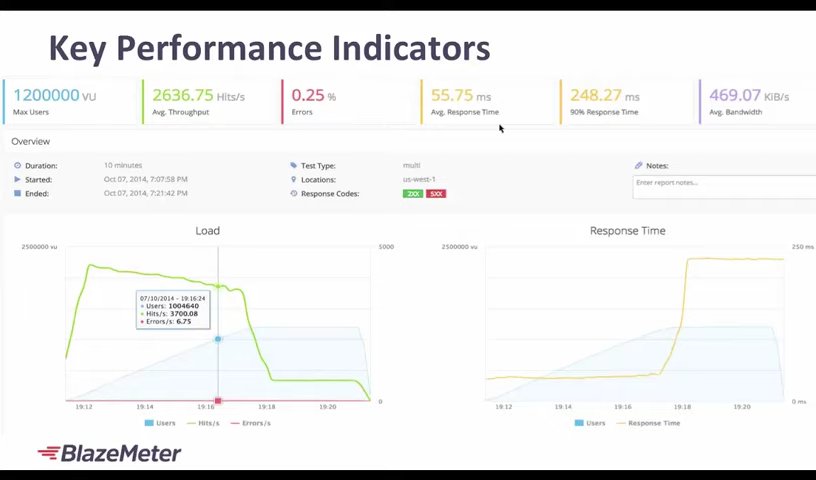 Key Performance Indicators
1200000 VU
Max Users
2636.75 Hits/s
Avg. Throughput
0.25 %
Errors
55.75 ms
Avg. Response Time
248.27 ms
90% Response Time
469.07 KiB/s
Avg. Bandwidth
Overview
Duration: 10 minutes
Test Type: multi
Notes:
Started: Oct 07, 2014, 7:07:58 PM
Locations: us-west-1
Enter report notes...
Ended: Oct 07, 2014, 7:21:42 PM
Response Codes: 2XX 5XX
Load
2500000 vu
5000
07/10/2014 - 19:16:24
Users: 1004640
Hits/s: 3700.08
Errors/s: 6.75
0
19:12 19:14 19:16 19:18 19:20
Users Hits/s Errors/s
Response Time
2500000 vu
250 ms
0 ms
19:12 19:14 19:16 19:18 19:20
Users Response Time
BlazeMeter